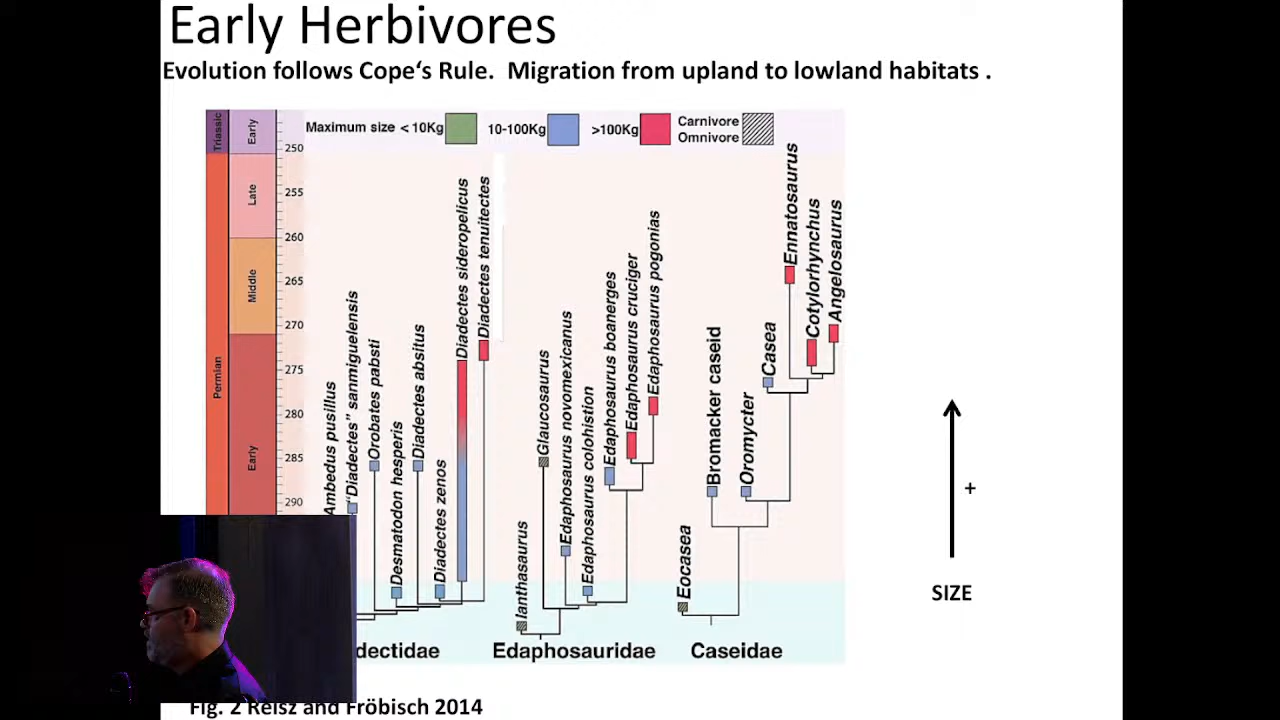 Early Herbivores
Evolution follows Cope‘s Rule. Migration from upland to lowland habitats .
Triassic
Early
Maximum size < 10Kg
10-100Kg
>100Kg
Carnivore
Omnivore
Permian
Late
Middle
Early
250
255
260
265
270
275
280
285
290
Ambedus pusillus
"Diadectes" sanmiguelensis
Orobates pabsti
Desmatodon hesperis
Diadectes absitus
Diadectes zenos
Diadectes sideropelicus
Diadectes tenuitectes
Ianthasaurus
Glaucosaurus
Edaphosaurus novomexicanus
Edaphosaurus colohistion
Edaphosaurus boanerges
Edaphosaurus cruciger
Edaphosaurus pogonias
Eocasea
Bromacker caseid
Oromycter
Casea
Ennatosaurus
Cotylorhynchus
Angelosaurus
+
SIZE
dectidae
Edaphosauridae
Caseidae
Fig. 2 Reisz and Fröbisch 2014